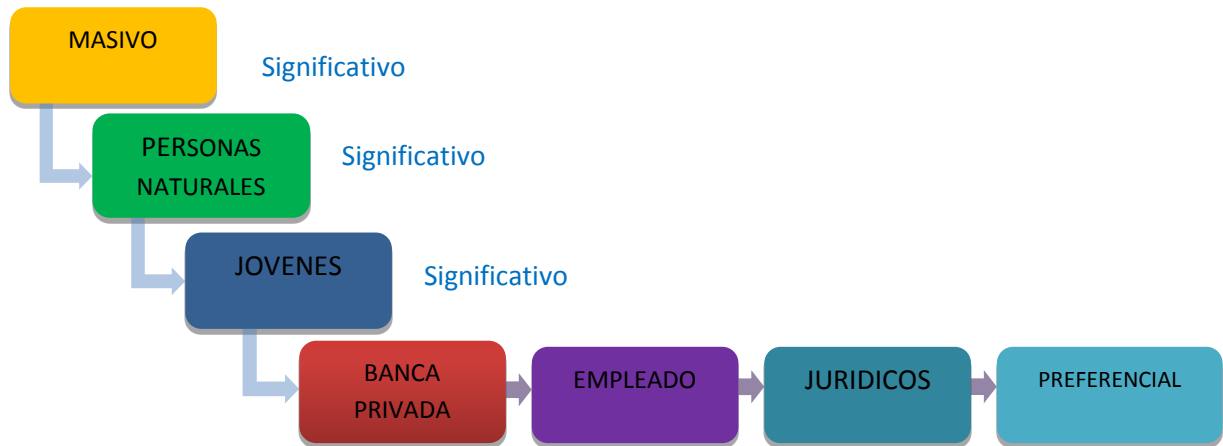 MASIVO
Significativo
PERSONAS
NATURALES
Significativo
JOVENES
Significativo
BANCA
PRIVADA
EMPLEADO
JURIDICOS
PREFERENCIAL